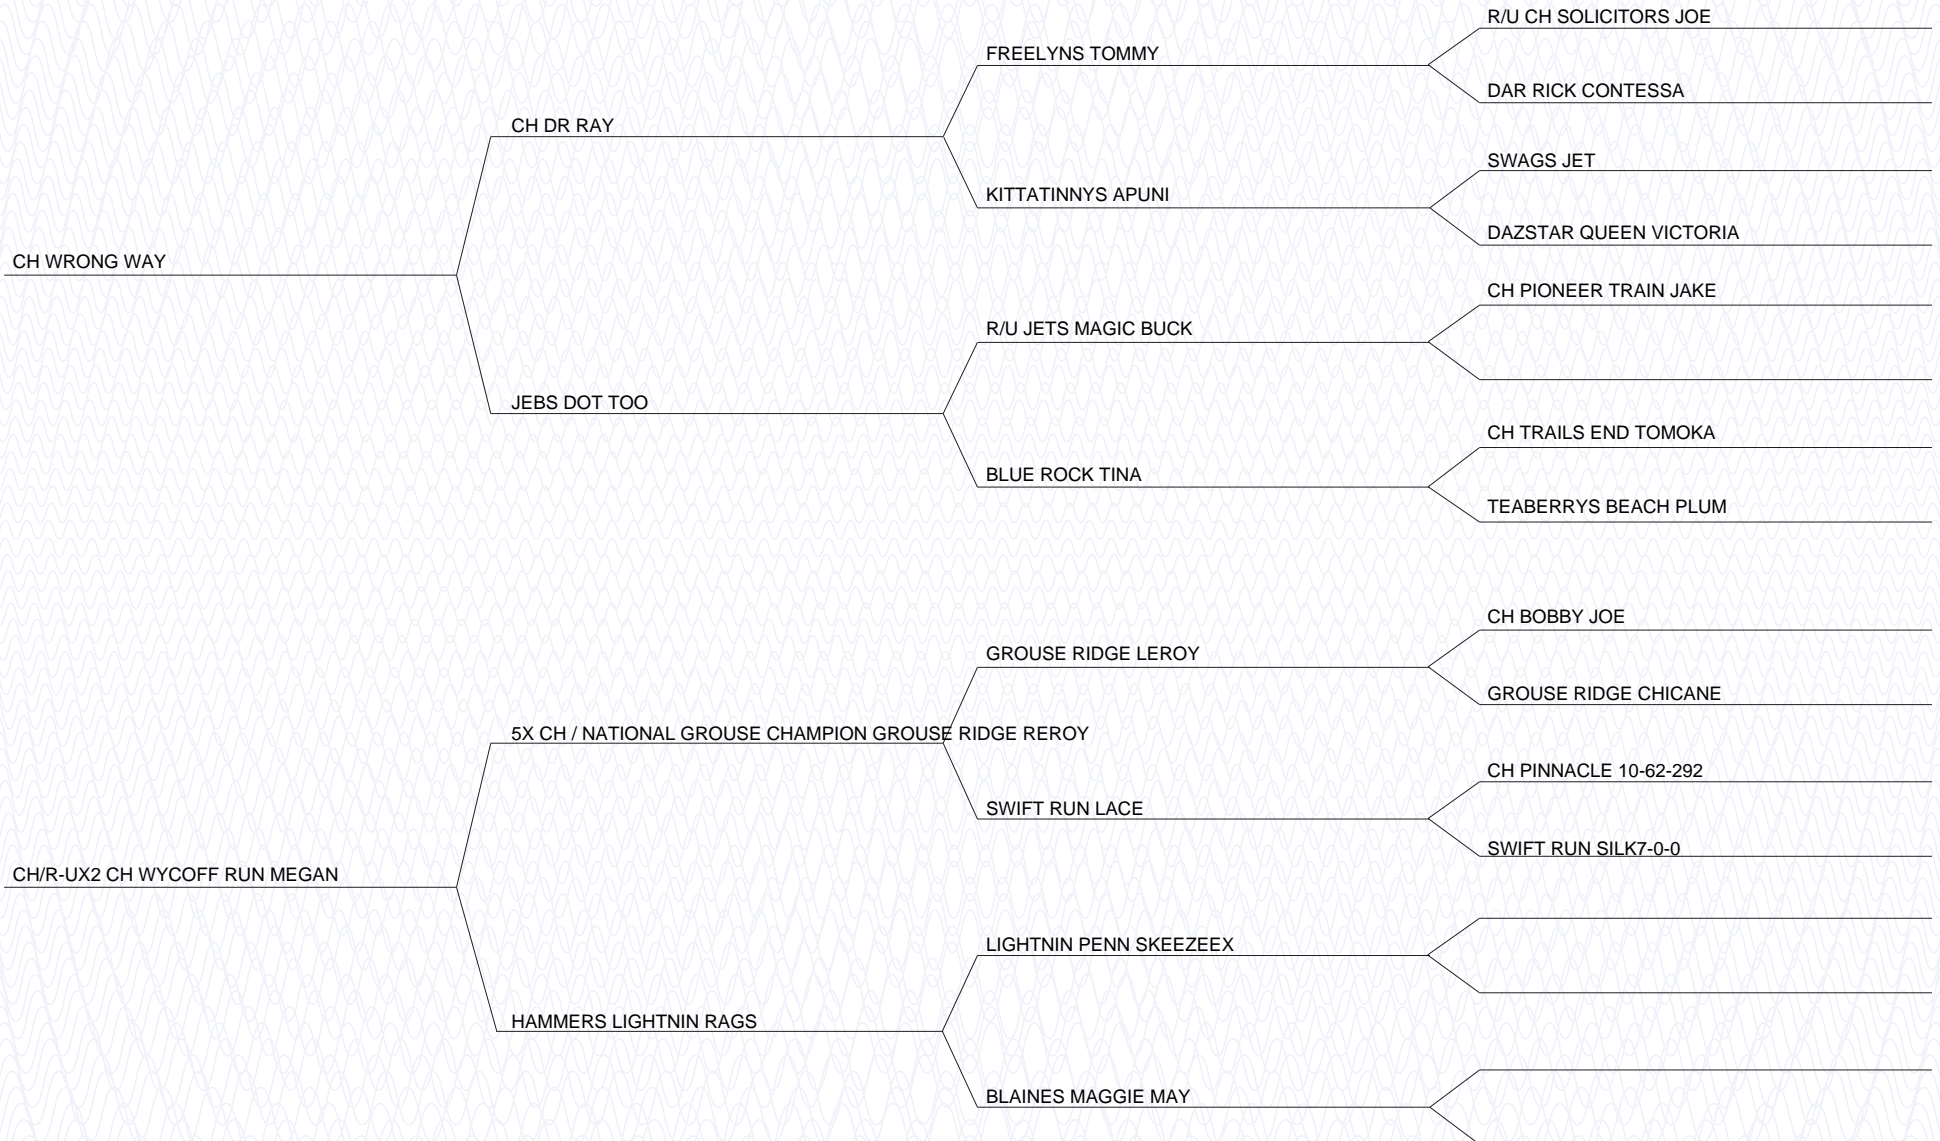 R/U CH SOLICITORS JOE
FREELYNS TOMMY
DAR RICK CONTESSA
CH DR RAY
SWAGS JET
KITTATINNYS APUNI
DAZSTAR QUEEN VICTORIA
CH WRONG WAY
CH PIONEER TRAIN JAKE
R/U JETS MAGIC BUCK
JEBS DOT TOO
CH TRAILS END TOMOKA
BLUE ROCK TINA
TEABERRYS BEACH PLUM
CH BOBBY JOE
GROUSE RIDGE LEROY
GROUSE RIDGE CHICANE
5X CH / NATIONAL GROUSE CHAMPION GROUSE RIDGE REROY
CH PINNACLE 10-62-292
SWIFT RUN LACE
SWIFT RUN SILK7-0-0
CH/R-UX2 CH WYCOFF RUN MEGAN
LIGHTNIN PENN SKEEZEEX
HAMMERS LIGHTNIN RAGS
BLAINES MAGGIE MAY